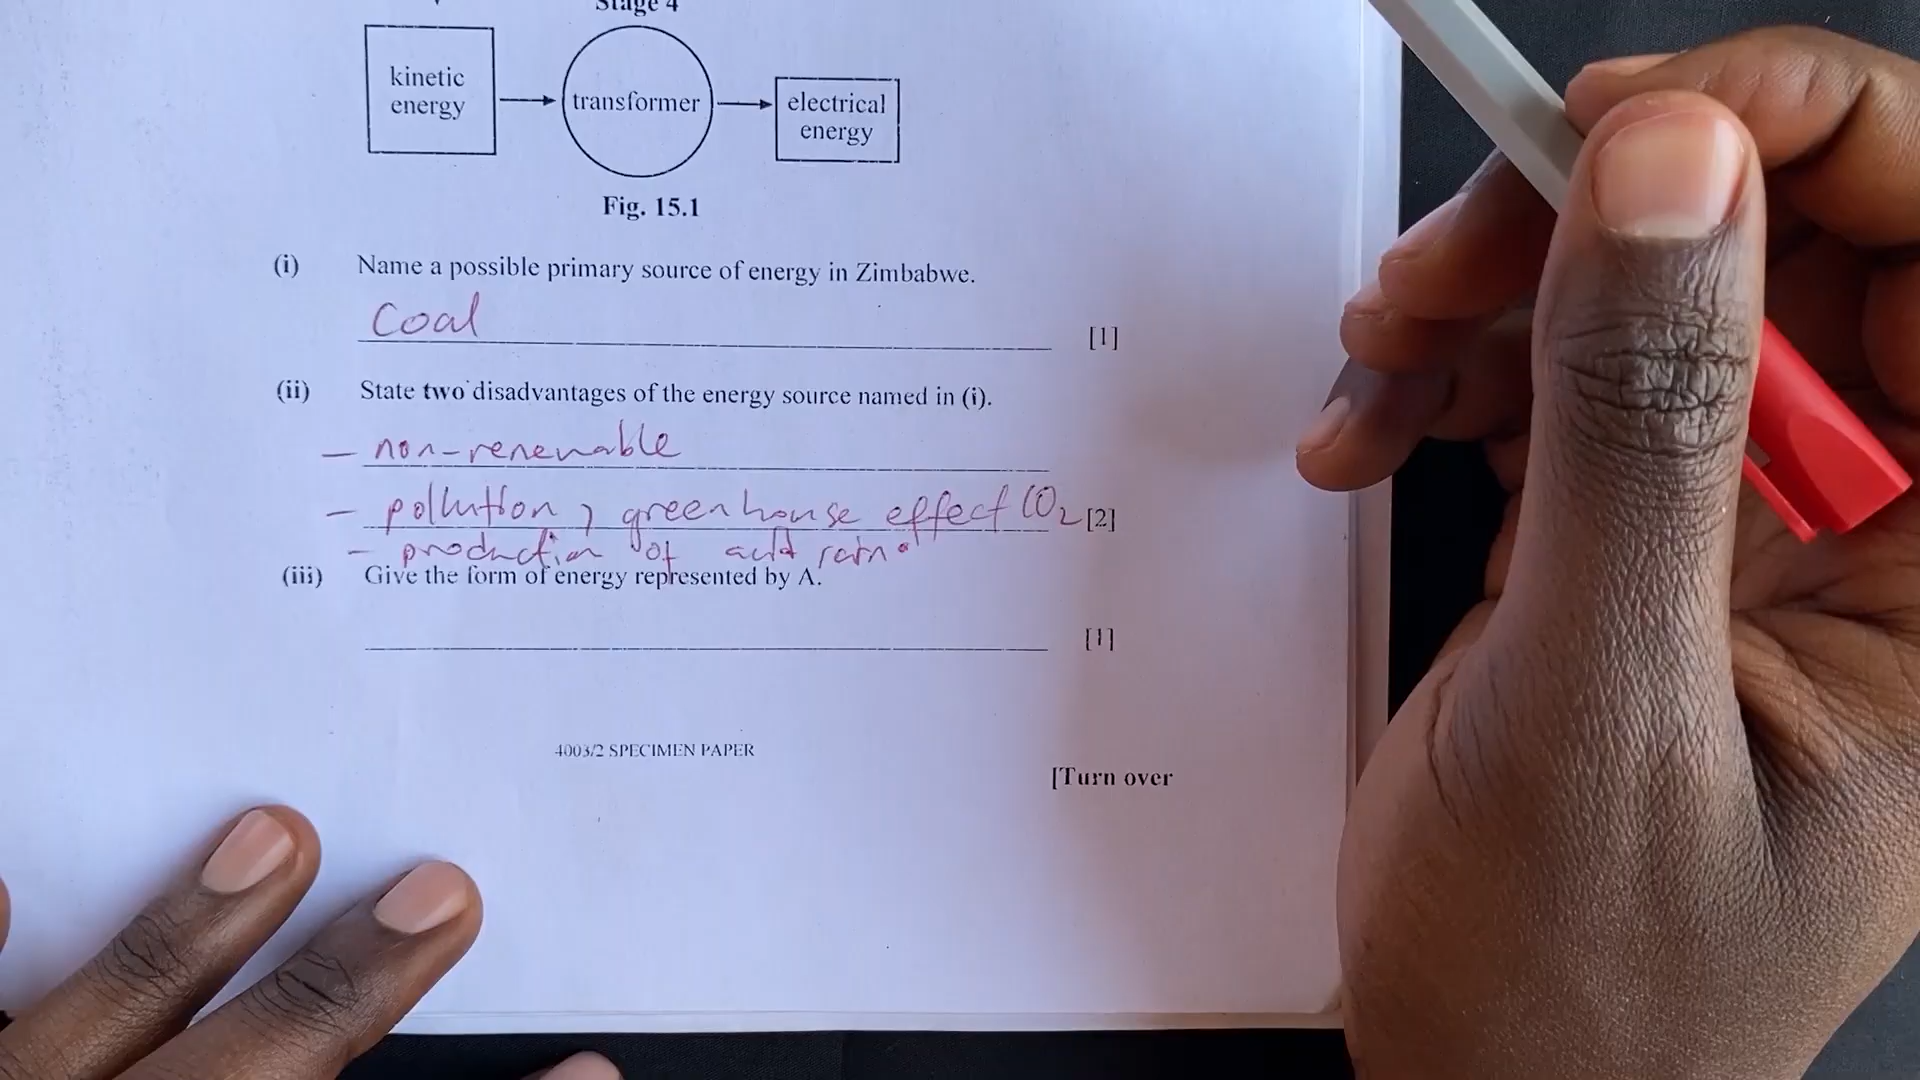 Stage 4
kinetic
energy
transformer
electrical
energy
Fig. 15.1
(i) Name a possible primary source of energy in Zimbabwe.
Coal
[1]
(ii) State two disadvantages of the energy source named in (i).
- non-renewable
- pollution, greenhouse effect CO2 [2]
- production of acid rain.
(iii) Give the form of energy represented by A.
[1]
4003/2 SPECIMEN PAPER
[Turn over